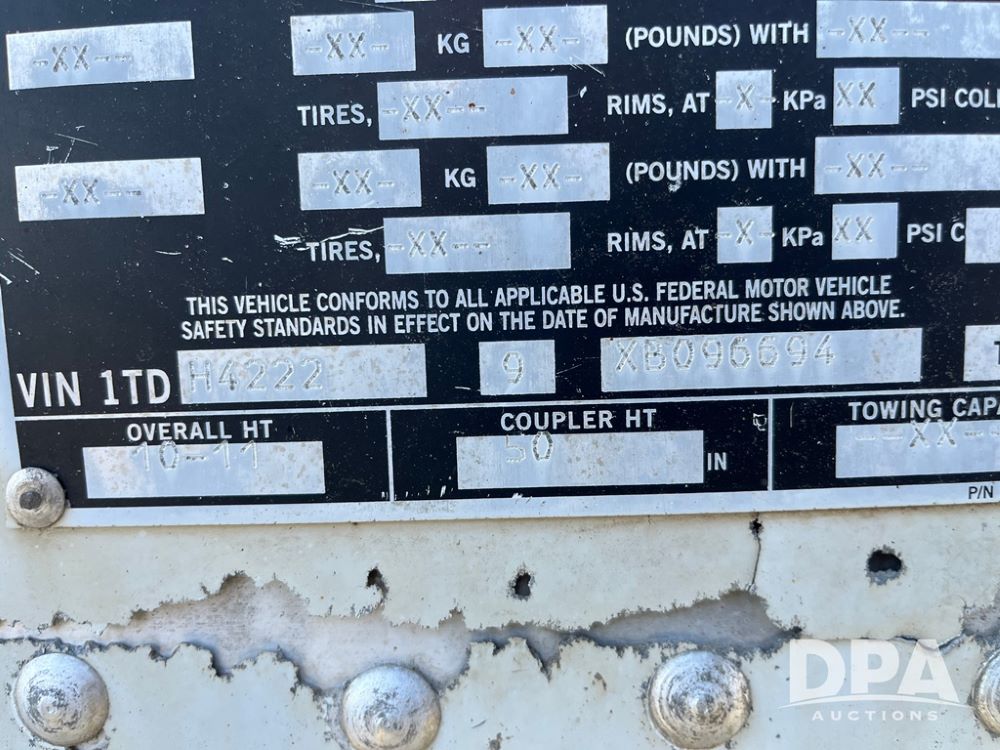 -XX-- -XX- KG -XX- (POUNDS) WITH -XX--
TIRES, -XX-- RIMS, AT -X- KPa XX PSI COL
-XX-- -XX- KG -XX- (POUNDS) WITH -XX--
TIRES, -XX-- RIMS, AT -X- KPa XX PSI C
THIS VEHICLE CONFORMS TO ALL APPLICABLE U.S. FEDERAL MOTOR VEHICLE
SAFETY STANDARDS IN EFFECT ON THE DATE OF MANUFACTURE SHOWN ABOVE.
VIN 1TD H4222 9 XB096694 T
OVERALL HT COUPLER HT TOWING CAPA
10-11 50 IN --XX-
P/N
DPA
AUCTIONS